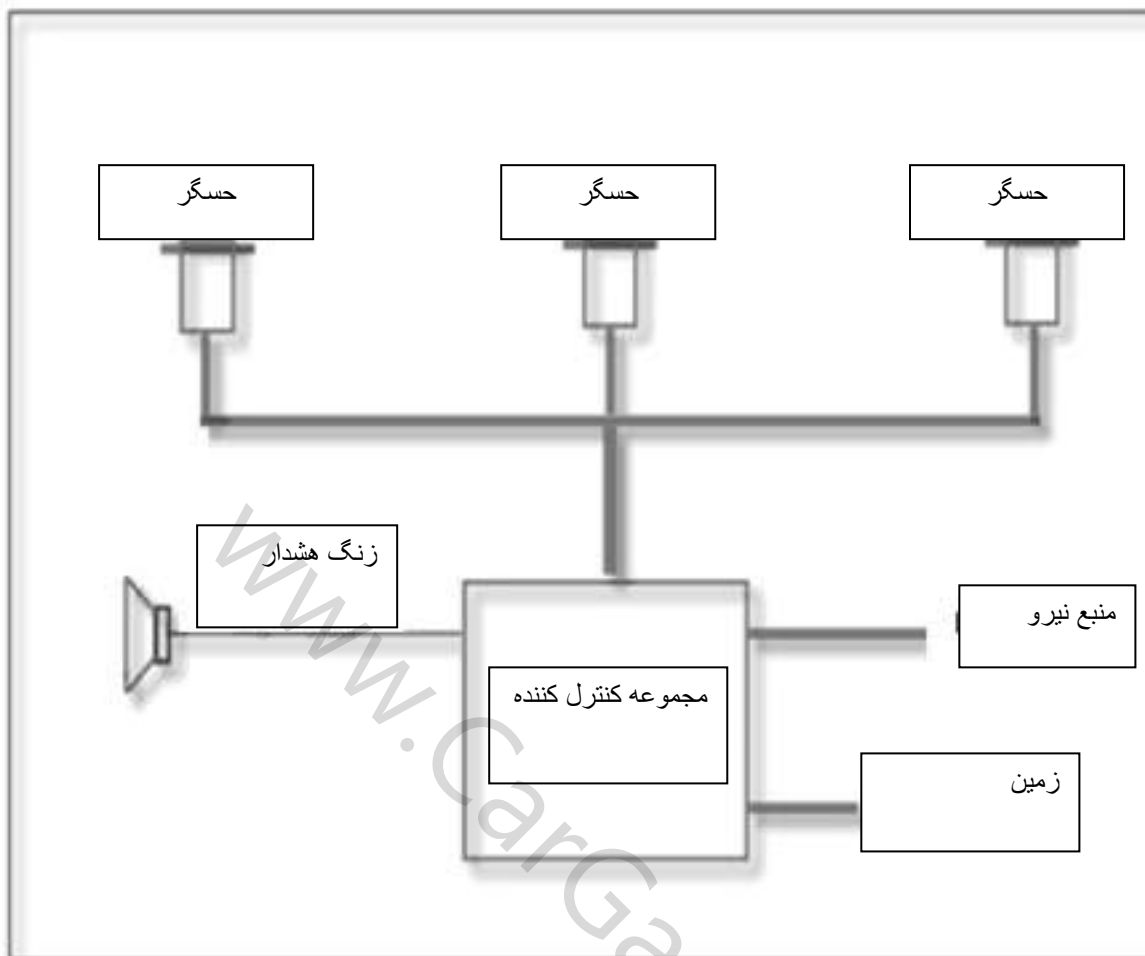 حسگر
حسگر
حسگر
زنگ هشدار
منبع نیرو
مجموعه کنترل کننده
زمین
www.CarGa